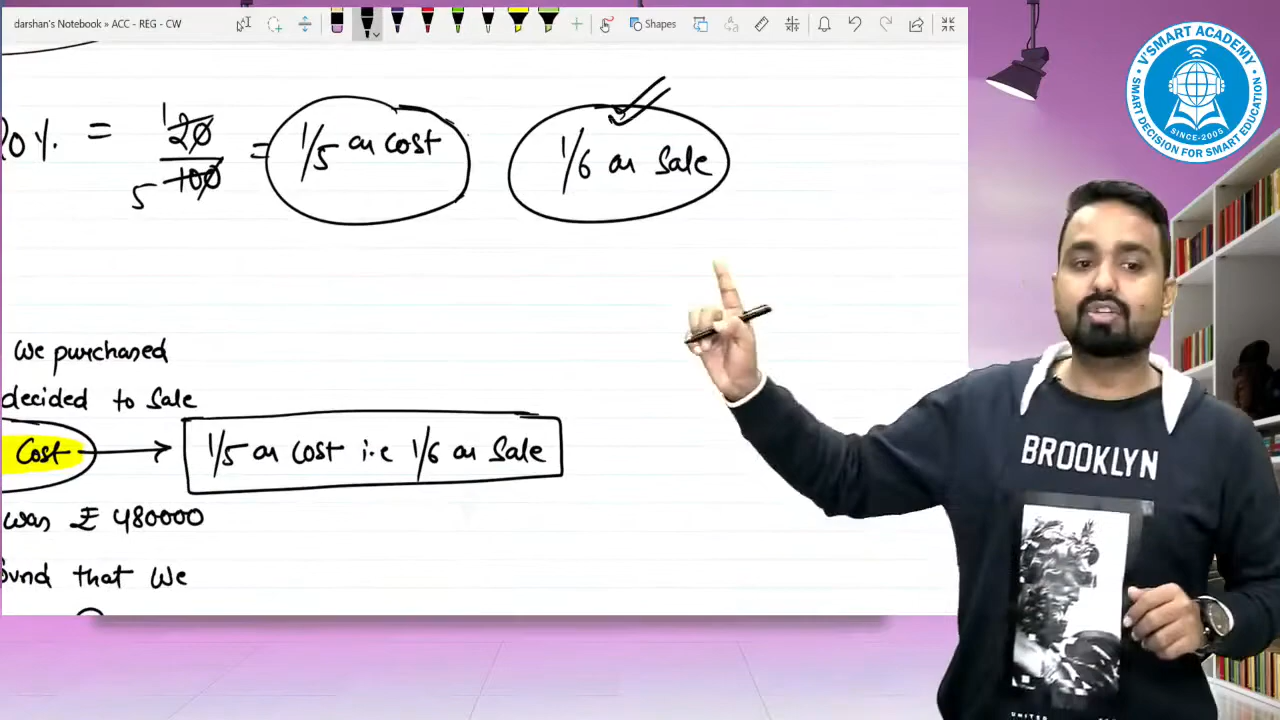 darshan's Notebook » ACC - REG - CW
Shapes
20%. = 20/100 = 1/5 on cost 1/6 on Sale
1
5
We purchased
decided to Sale
Cost → 1/5 on cost i.e 1/6 on Sale
was ₹ 480000
ound that We
V'SMART ACADEMY
SINCE-2005
SMART DECISION FOR SMART EDUCATION
BROOKLYN
UNITED